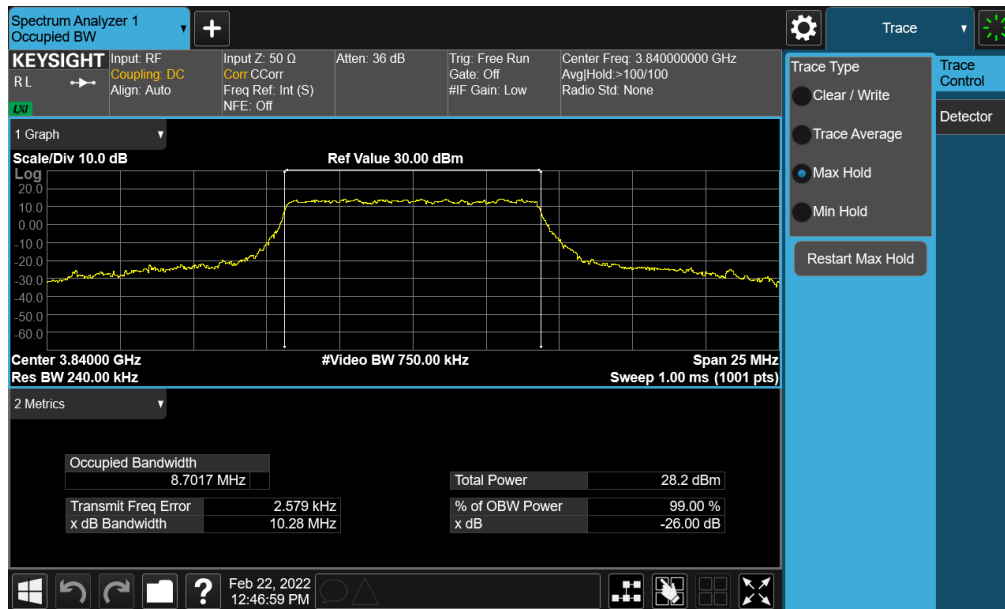 Spectrum Analyzer 1
Occupied BW
+
Trace
KEYSIGHT
RL
LXI
Input: RF
Coupling: DC
Align: Auto
Input Z: 50 Ω
Corr CCorr
Freq Ref: Int (S)
NFE: Off
Atten: 36 dB
Trig: Free Run
Gate: Off
#IF Gain: Low
Center Freq: 3.840000000 GHz
Avg|Hold:>100/100
Radio Std: None
1 Graph
Scale/Div 10.0 dB
Ref Value 30.00 dBm
Log
20.0
10.0
0.00
-10.0
-20.0
-30.0
-40.0
-50.0
-60.0
Center 3.84000 GHz
#Video BW 750.00 kHz
Span 25 MHz
Res BW 240.00 kHz
Sweep 1.00 ms (1001 pts)
2 Metrics
Occupied Bandwidth
8.7017 MHz
Total Power 28.2 dBm
Transmit Freq Error 2.579 kHz
% of OBW Power 99.00 %
x dB Bandwidth 10.28 MHz
x dB -26.00 dB
Trace Type
Clear / Write
Trace Average
Max Hold
Min Hold
Restart Max Hold
Trace
Control
Detector
?
Feb 22, 2022
12:46:59 PM